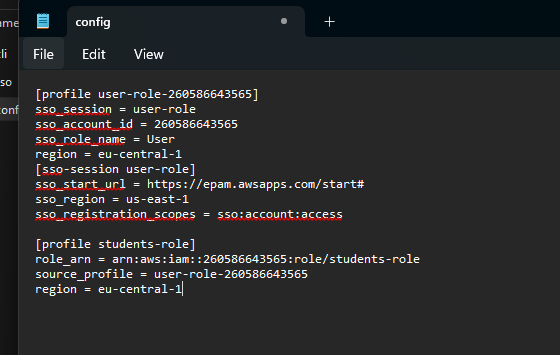 nme
config
li
File Edit View
so
conf
[profile user-role-260586643565]
sso_session = user-role
sso_account_id = 260586643565
sso_role_name = User
region = eu-central-1
[sso-session user-role]
sso_start_url = https://epam.awsapps.com/start#
sso_region = us-east-1
sso_registration_scopes = sso:account:access
[profile students-role]
role_arn = arn:aws:iam::260586643565:role/students-role
source_profile = user-role-260586643565
region = eu-central-1